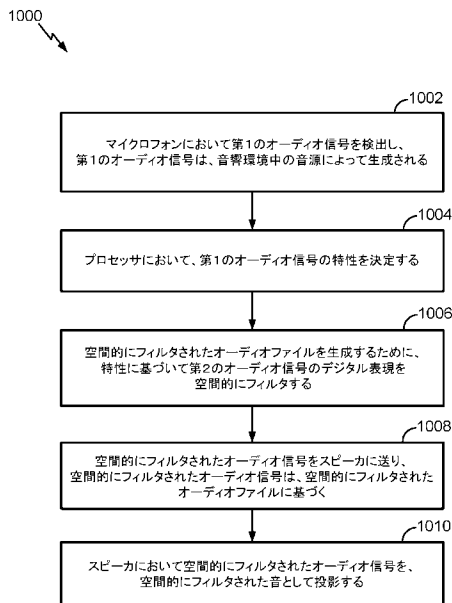 1000
1002
マイクロフォンにおいて第1のオーディオ信号を検出し、
第1のオーディオ信号は、音響環境中の音源によって生成される
1004
プロセッサにおいて、第1のオーディオ信号の特性を決定する
1006
空間的にフィルタされたオーディオファイルを生成するために、
特性に基づいて第2のオーディオ信号のデジタル表現を
空間的にフィルタする
1008
空間的にフィルタされたオーディオ信号をスピーカに送り、
空間的にフィルタされたオーディオ信号は、空間的にフィルタされた
オーディオファイルに基づく
1010
スピーカにおいて空間的にフィルタされたオーディオ信号を、
空間的にフィルタされた音として投影する